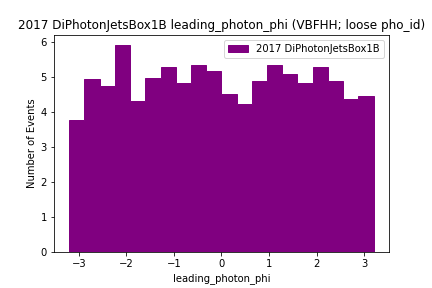 2017 DiPhotonJetsBox1B leading_photon_phi (VBFHH; loose pho_id)
2017 DiPhotonJetsBox1B
Number of Events
6
5
4
3
2
1
0
−3 −2 −1 0 1 2 3
leading_photon_phi